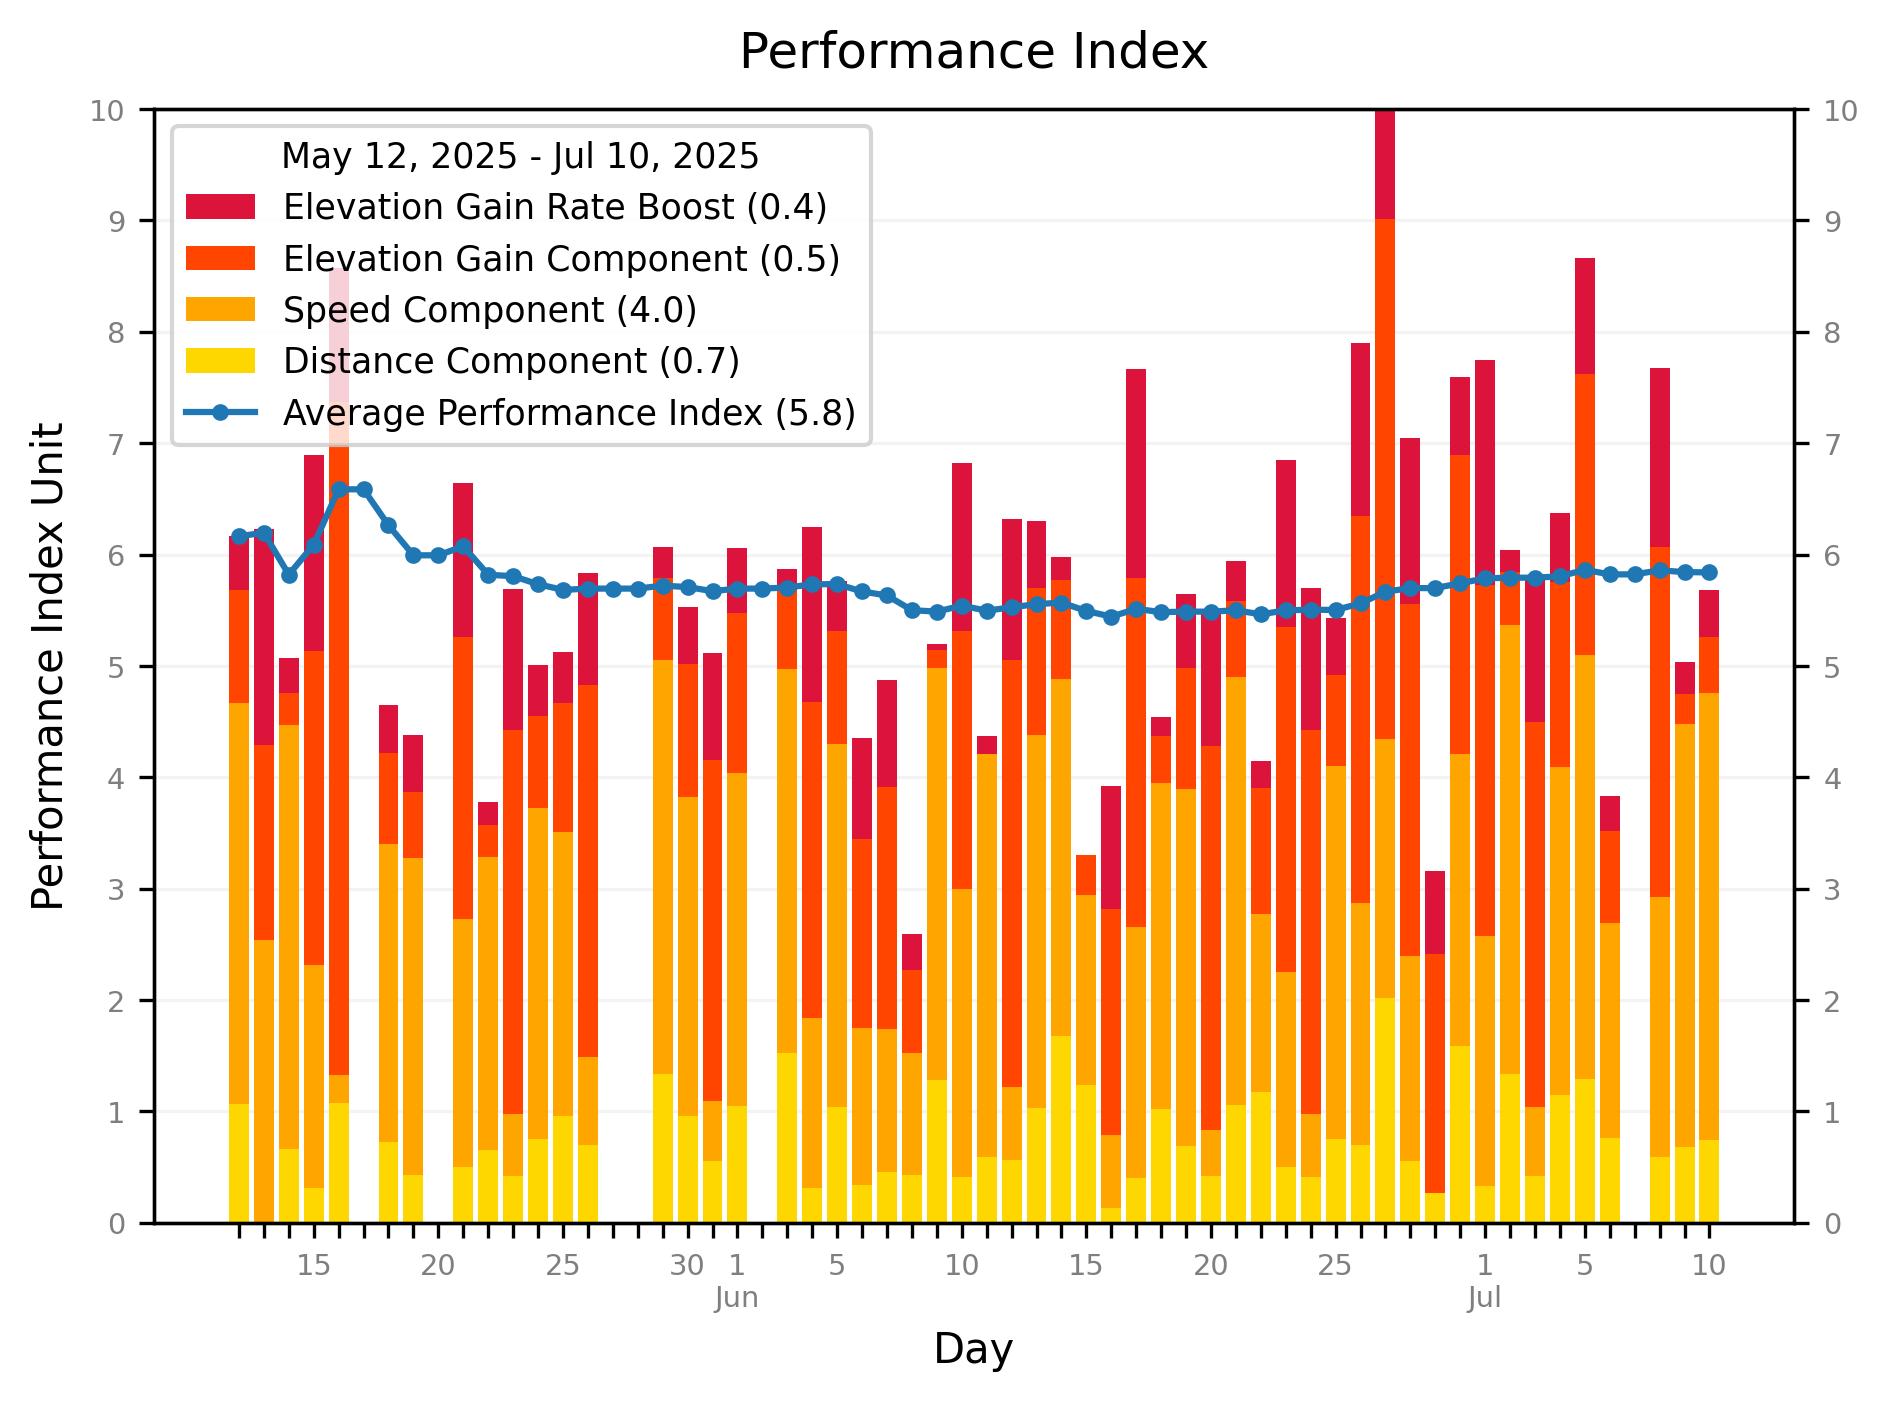 Performance Index
May 12, 2025 - Jul 10, 2025
Elevation Gain Rate Boost (0.4)
Elevation Gain Component (0.5)
Speed Component (4.0)
Distance Component (0.7)
Average Performance Index (5.8)
Performance Index Unit
10 10
9 9
8 8
7 7
6 6
5 5
4 4
3 3
2 2
1 1
0 0
15 20 25 30 1 5 10 15 20 25 1 5 10
Jun Jul
Day